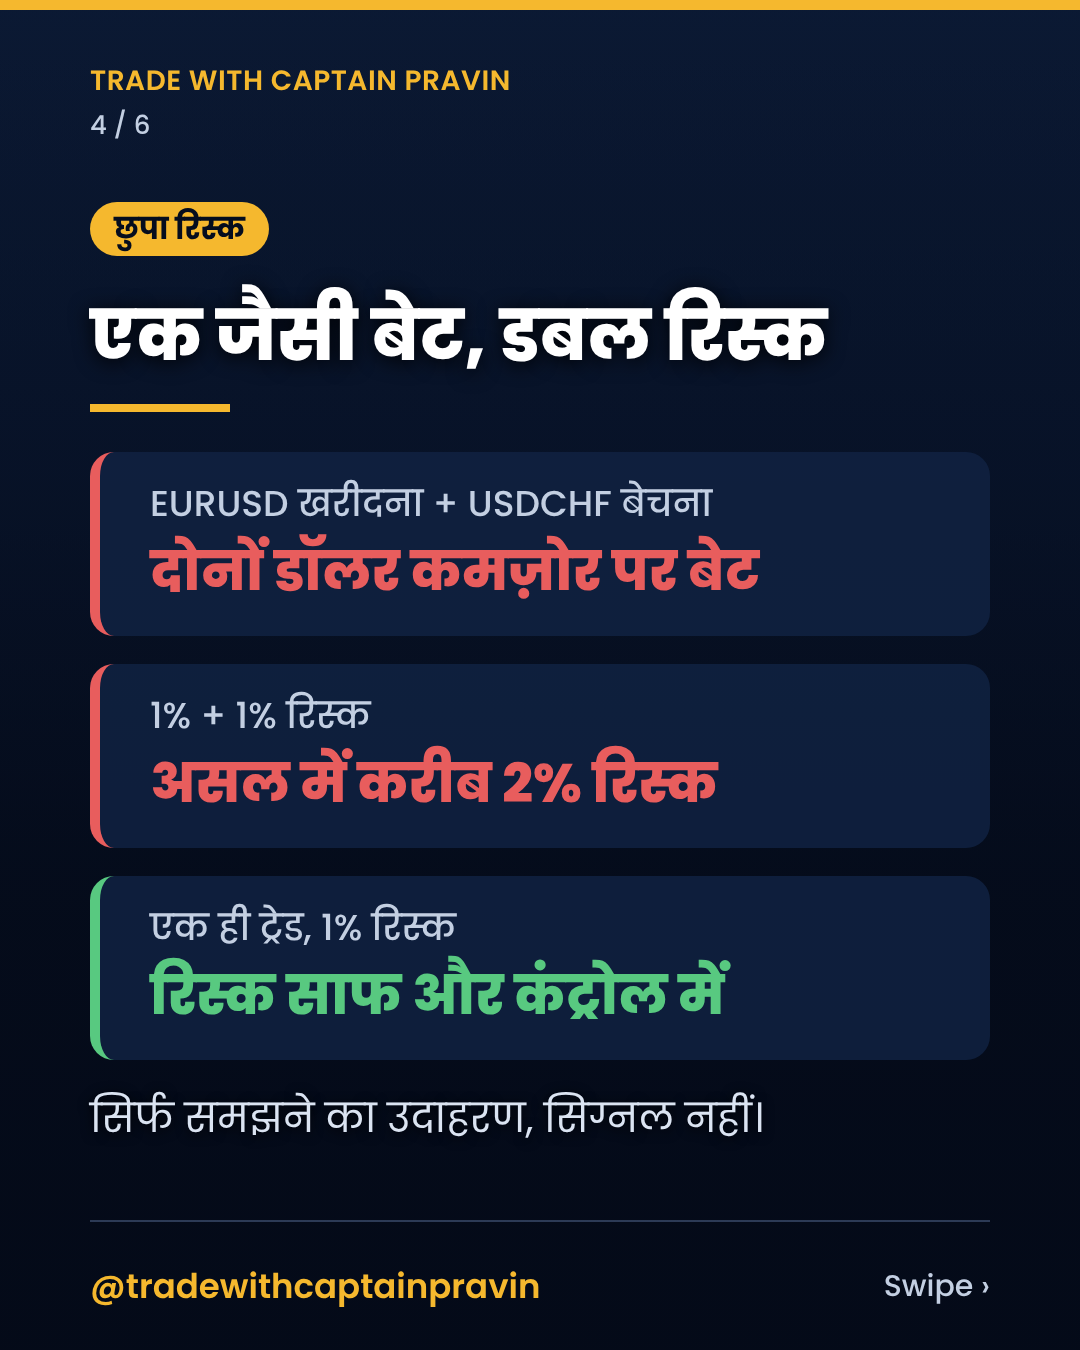 TRADE WITH CAPTAIN PRAVIN
4 / 6
छुपा रिस्क
एक जैसी बेट, डबल रिस्क
EURUSD खरीदना + USDCHF बेचना
दोनों डॉलर कमज़ोर पर बेट
1% + 1% रिस्क
असल में करीब 2% रिस्क
एक ही ट्रेड, 1% रिस्क
रिस्क साफ और कंट्रोल में
सिर्फ समझने का उदाहरण, सिग्नल नहीं।
@tradewithcaptainpravin
Swipe ›